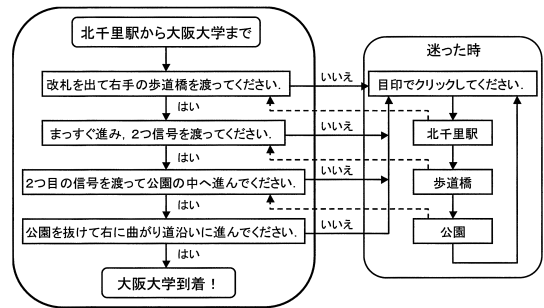 北千里駅から大阪大学まで
改札を出て右手の歩道橋を渡ってください.
いいえ
はい
まっすぐ進み, 2つ信号を渡ってください.
いいえ
はい
2つ目の信号を渡って公園の中へ進んでください.
いいえ
はい
公園を抜けて右に曲がり道沿いに進んでください.
いいえ
はい
大阪大学到着!
迷った時
目印でクリックしてください.
北千里駅
歩道橋
公園